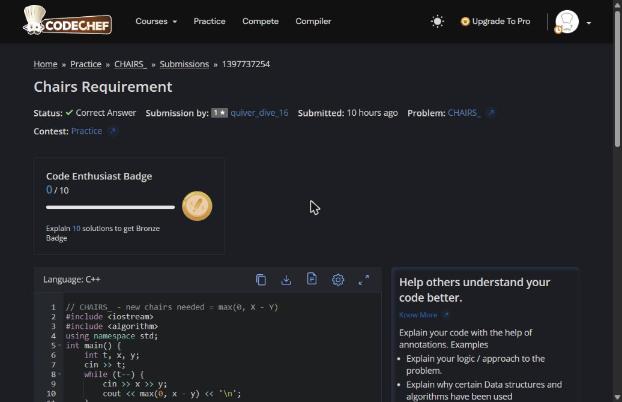 CODECHEF Courses Practice Compete Compiler Upgrade To Pro
Home » Practice » CHAIRS_ » Submissions » 1397737254
Chairs Requirement
Status: ✓ Correct Answer Submission by: 1★ quiver_dive_16 Submitted: 10 hours ago Problem: CHAIRS_
Contest: Practice
Code Enthusiast Badge
0 / 10
Explain 10 solutions to get Bronze
Badge
Language: C++
1 // CHAIRS_ - new chairs needed = max(0, X - Y)
2 #include <iostream>
3 #include <algorithm>
4 using namespace std;
5 int main() {
6 int t, x, y;
7 cin >> t;
8 while (t--) {
9 cin >> x >> y;
10 cout << max(0, x - y) << '\n';
Help others understand your
code better.
Know More
Explain your code with the help of
annotations. Examples
• Explain your logic / approach to the
problem.
• Explain why certain Data structures and
algorithms have been used